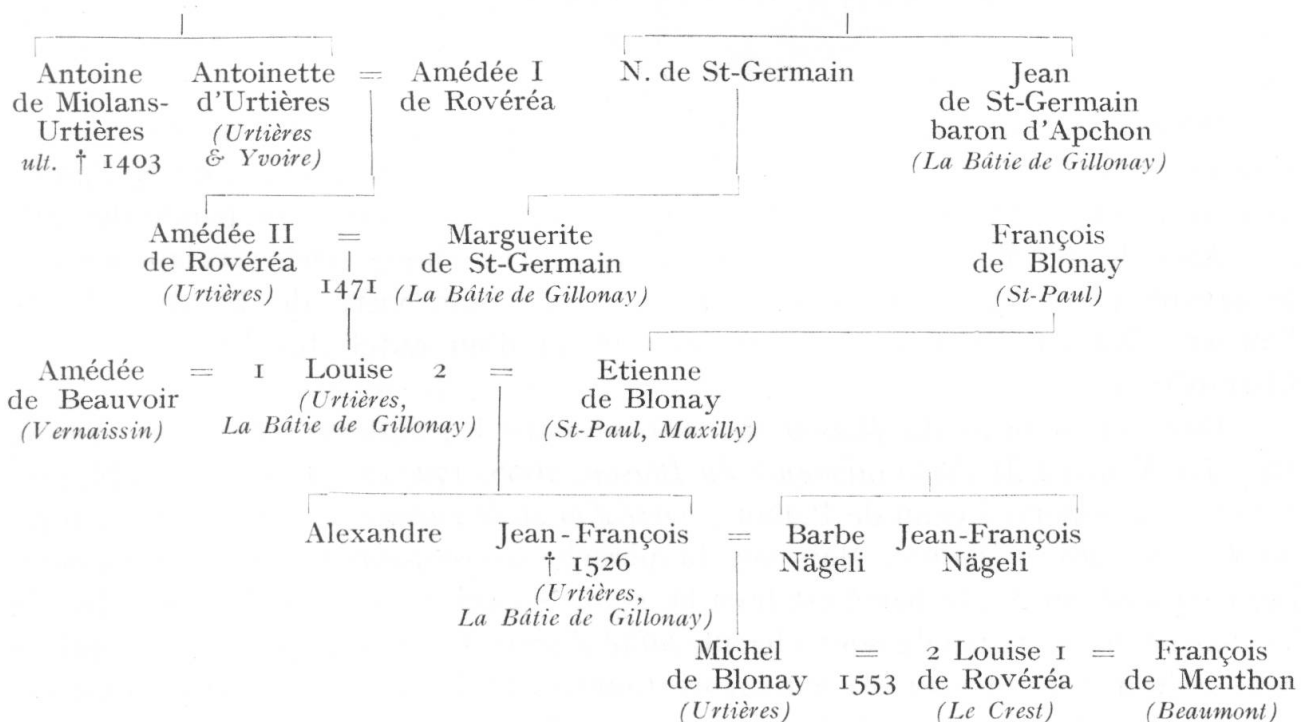 Antoine Antoinette = Amédée I N. de St-Germain Jean
de Miolans- d'Urtières de Rovéréa de St-Germain
Urtières (Urtières baron d'Apchon
ult. † 1403 & Yvoire) (La Bâtie de Gillonay)
Amédée II = Marguerite François
de Rovéréa de St-Germain de Blonay
(Urtières) 1471 (La Bâtie de Gillonay) (St-Paul)
Amédée = 1 Louise 2 = Etienne
de Beauvoir (Urtières, de Blonay
(Vernaissin) La Bâtie de Gillonay) (St-Paul, Maxilly)
Alexandre Jean-François = Barbe Jean-François
† 1526 Nägeli Nägeli
(Urtières,
La Bâtie de Gillonay)
Michel = 2 Louise 1 = François
de Blonay 1553 de Rovéréa de Menthon
(Urtières) (Le Crest) (Beaumont)